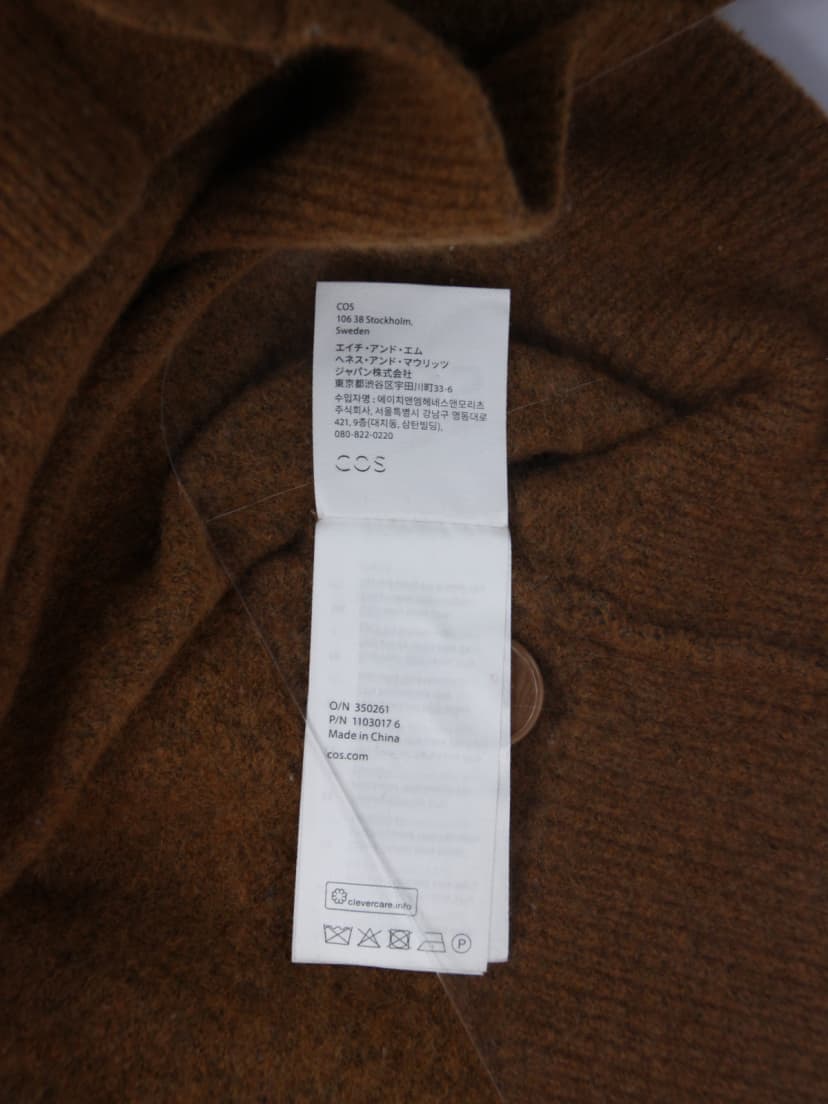 COS
106 38 Stockholm,
Sweden
エイチ・アンド・エム
ヘネス・アンド・マウリッツ
ジャパン株式会社
東京都渋谷区宇田川町33-6
수입자명 : 에이치앤엠헤네스앤모리츠
주식회사, 서울특별시 강남구 영동대로
421, 9층(대치동, 삼탄빌딩),
080-822-0220
COS
O/N 350261
P/N 1103017 6
Made in China
cos.com
clevercare.info
P